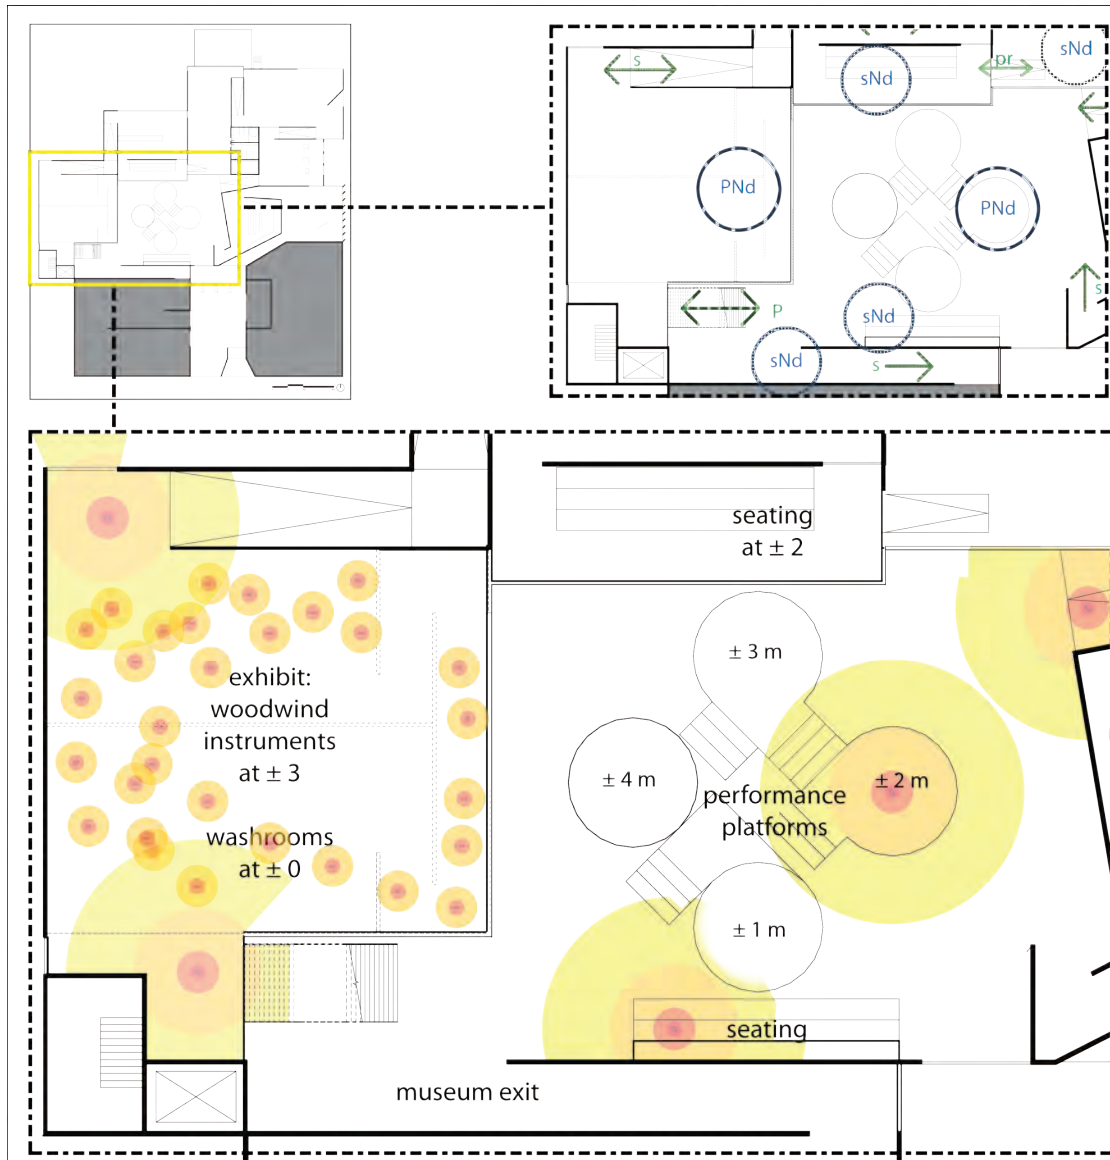 s
sNd
pr
sNd
PNd
PNd
s
P
sNd
sNd
s
seating
at ± 2
± 3 m
exhibit:
woodwind
instruments
at ± 3
± 4 m
± 2 m
performance
platforms
washrooms
at ± 0
± 1 m
seating
museum exit